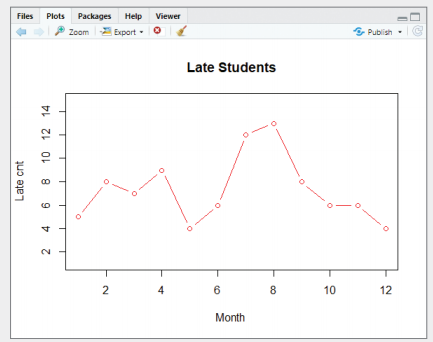 Files Plots Packages Help Viewer
Zoom Export Publish
Late Students
Late cnt
14
12
10
8
6
4
2
2 4 6 8 10 12
Month